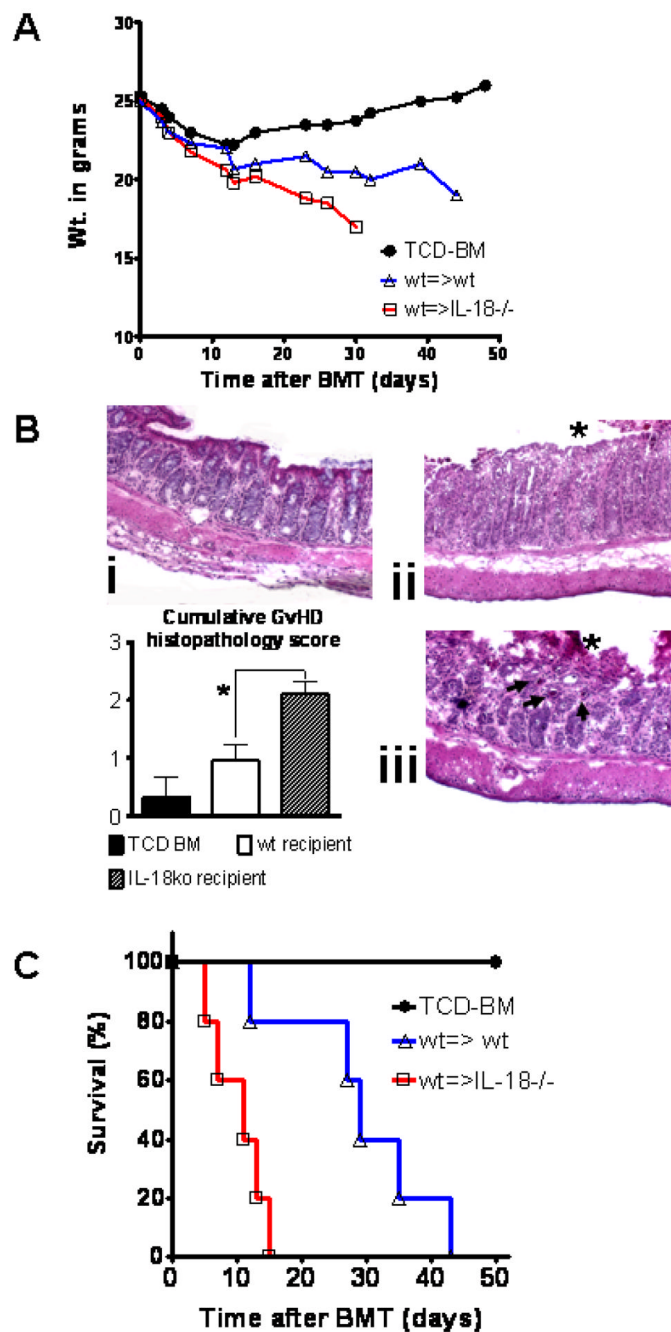 A
30
25
20
15
10
Wt. in grams
TCD-BM
wt=>wt
wt=>IL-18-/-
0 10 20 30 40 50
Time after BMT (days)
B
*
i
ii
Cumulative GvHD
histopathology score
3
2
1
0
*
*
iii
TCD BM
wt recipient
IL-18ko recipient
C
100
80
60
40
20
0
Survival (%)
TCD-BM
wt=> wt
wt=>IL-18-/-
0 10 20 30 40 50
Time after BMT (days)